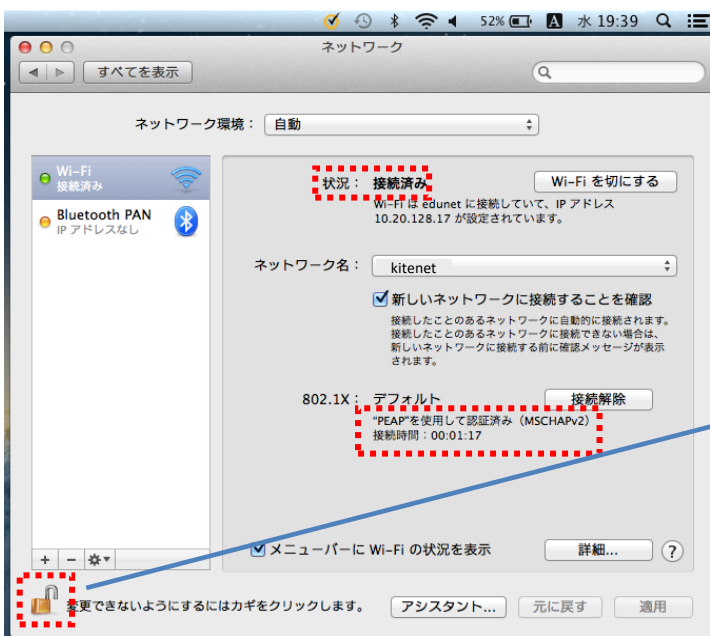 52% A 水 19:39
ネットワーク
すべてを表示
ネットワーク環境： 自動
Wi-Fi
接続済み
Bluetooth PAN
IP アドレスなし
状況： 接続済み Wi-Fi を切にする
Wi-Fi は edunet に接続していて、IP アドレス
10.20.128.17 が設定されています。
ネットワーク名： kitenet
新しいネットワークに接続することを確認
接続したことのあるネットワークに自動的に接続されます。
接続したことのあるネットワークに接続できない場合は、
新しいネットワークに接続する前に確認メッセージが表示
されます。
802.1X： デフォルト 接続解除
"PEAP"を使用して認証済み（MSCHAPv2）
接続時間：00:01:17
+ −
メニューバーに Wi-Fi の状況を表示 詳細... ?
変更できないようにするにはカギをクリックします。 アシスタント... 元に戻す 適用